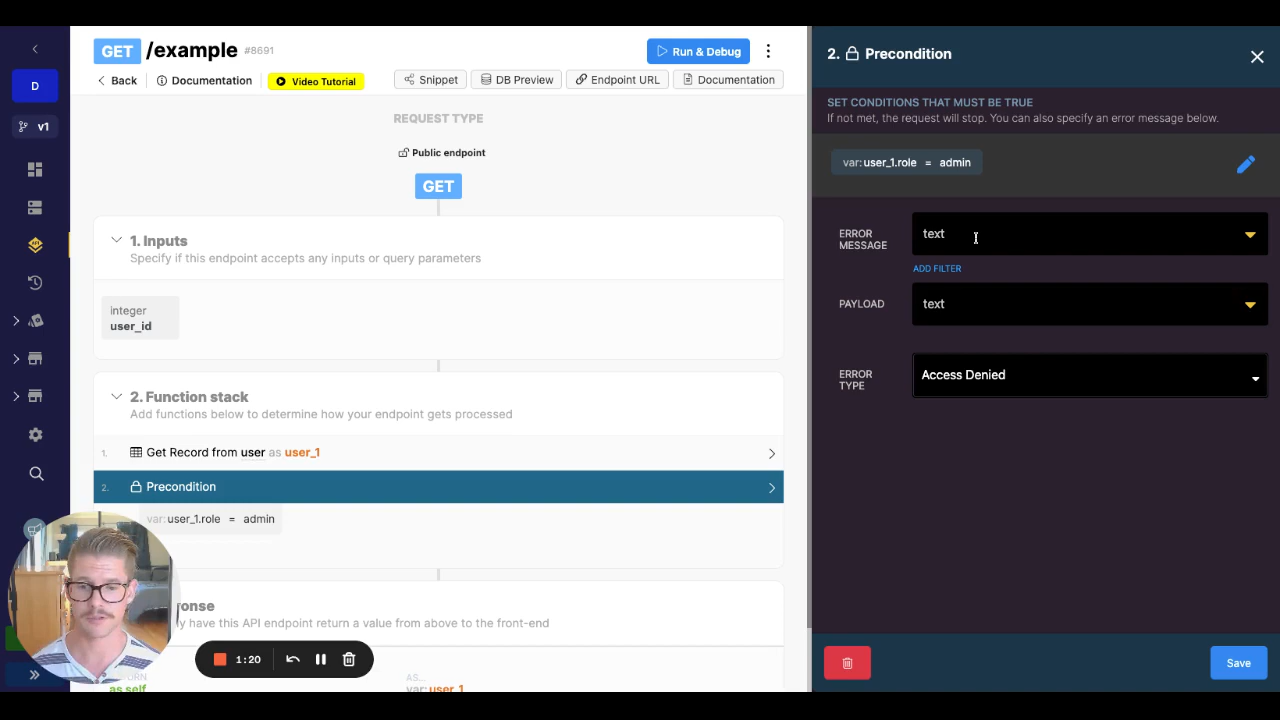 D
v1
GET /example #8691
Run & Debug
Back
Documentation
Video Tutorial
Snippet
DB Preview
Endpoint URL
Documentation
REQUEST TYPE
Public endpoint
GET
1. Inputs
Specify if this endpoint accepts any inputs or query parameters
integer
user_id
2. Function stack
Add functions below to determine how your endpoint gets processed
1. Get Record from user as user_1
2. Precondition
var:user_1.role = admin
onse
y have this API endpoint return a value from above to the front-end
1:20
URN
as self
AS...
var:user_1
2. Precondition
SET CONDITIONS THAT MUST BE TRUE
If not met, the request will stop. You can also specify an error message below.
var:user_1.role = admin
ERROR
MESSAGE
text
ADD FILTER
PAYLOAD
text
ERROR
TYPE
Access Denied
Save